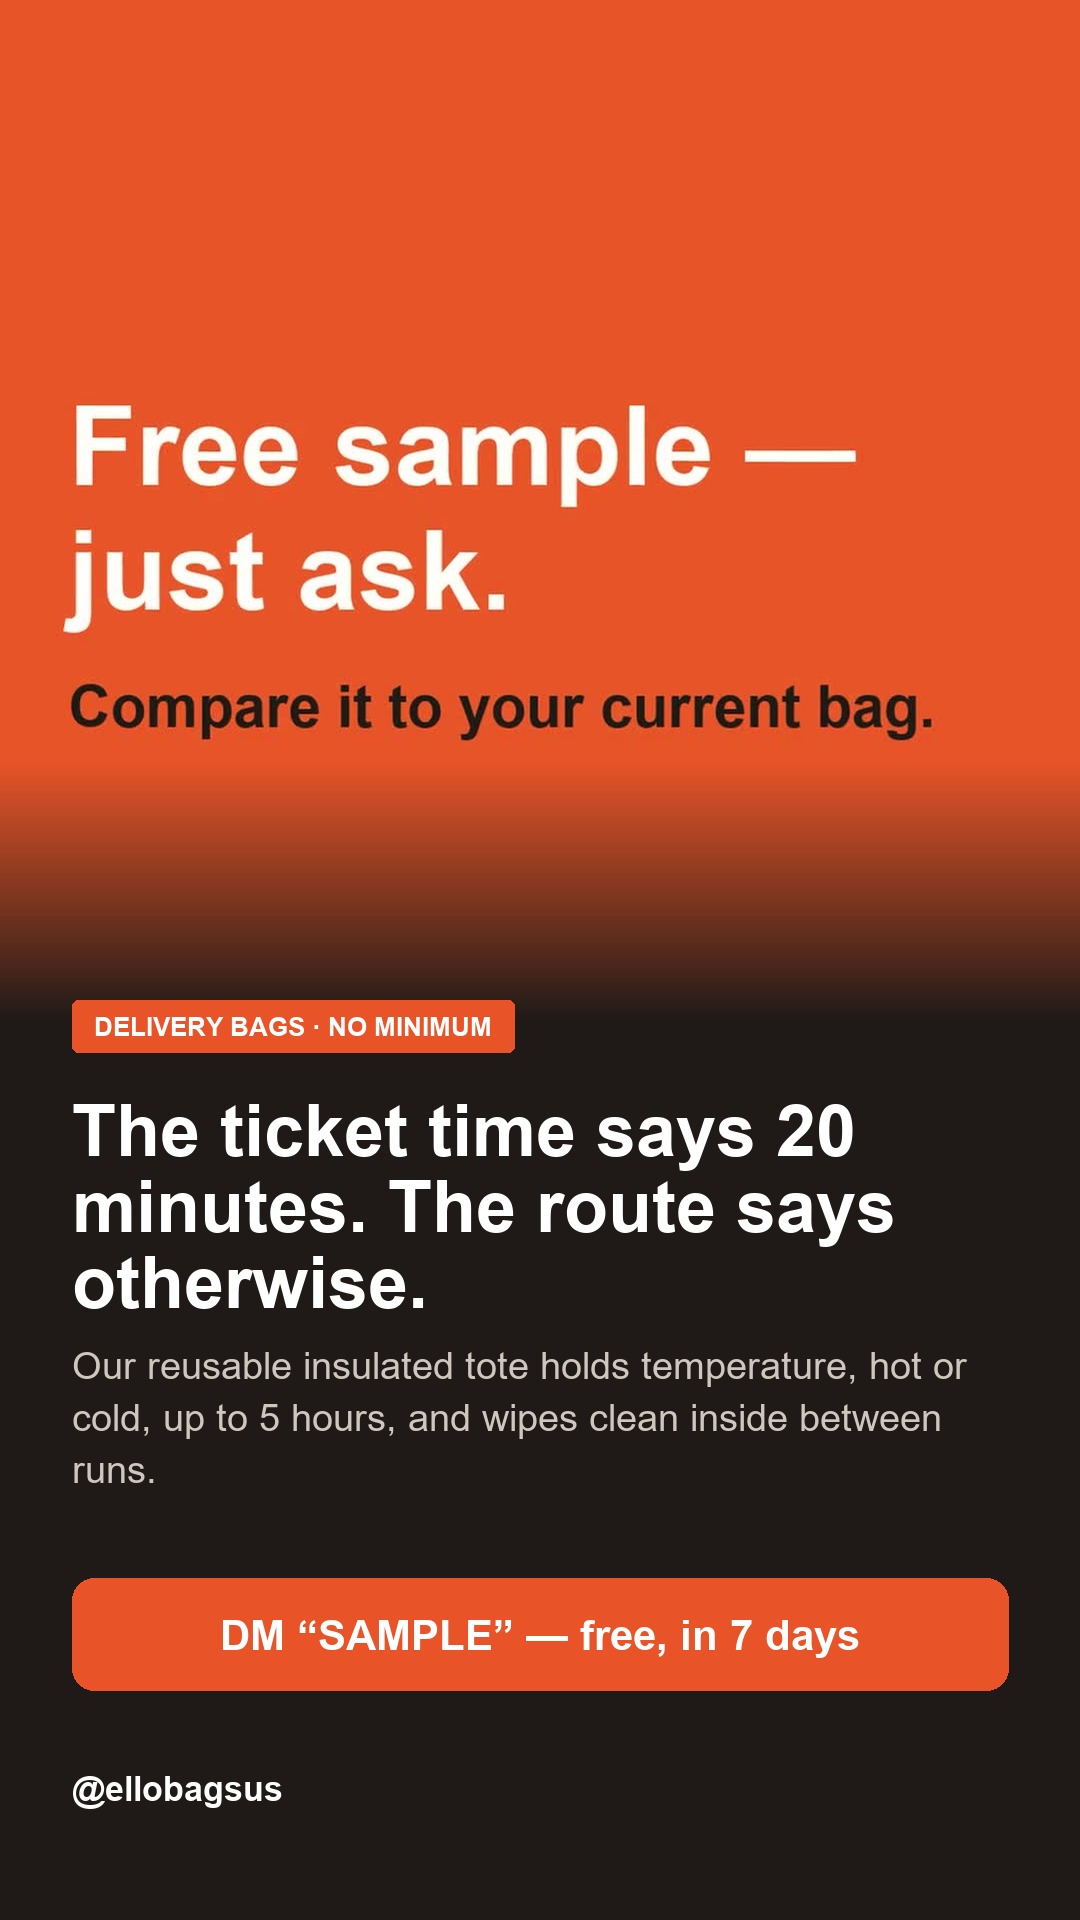 Free sample —
just ask.
Compare it to your current bag.
DELIVERY BAGS · NO MINIMUM
The ticket time says 20
minutes. The route says
otherwise.
Our reusable insulated tote holds temperature, hot or
cold, up to 5 hours, and wipes clean inside between
runs.
DM “SAMPLE” — free, in 7 days
@ellobagsus